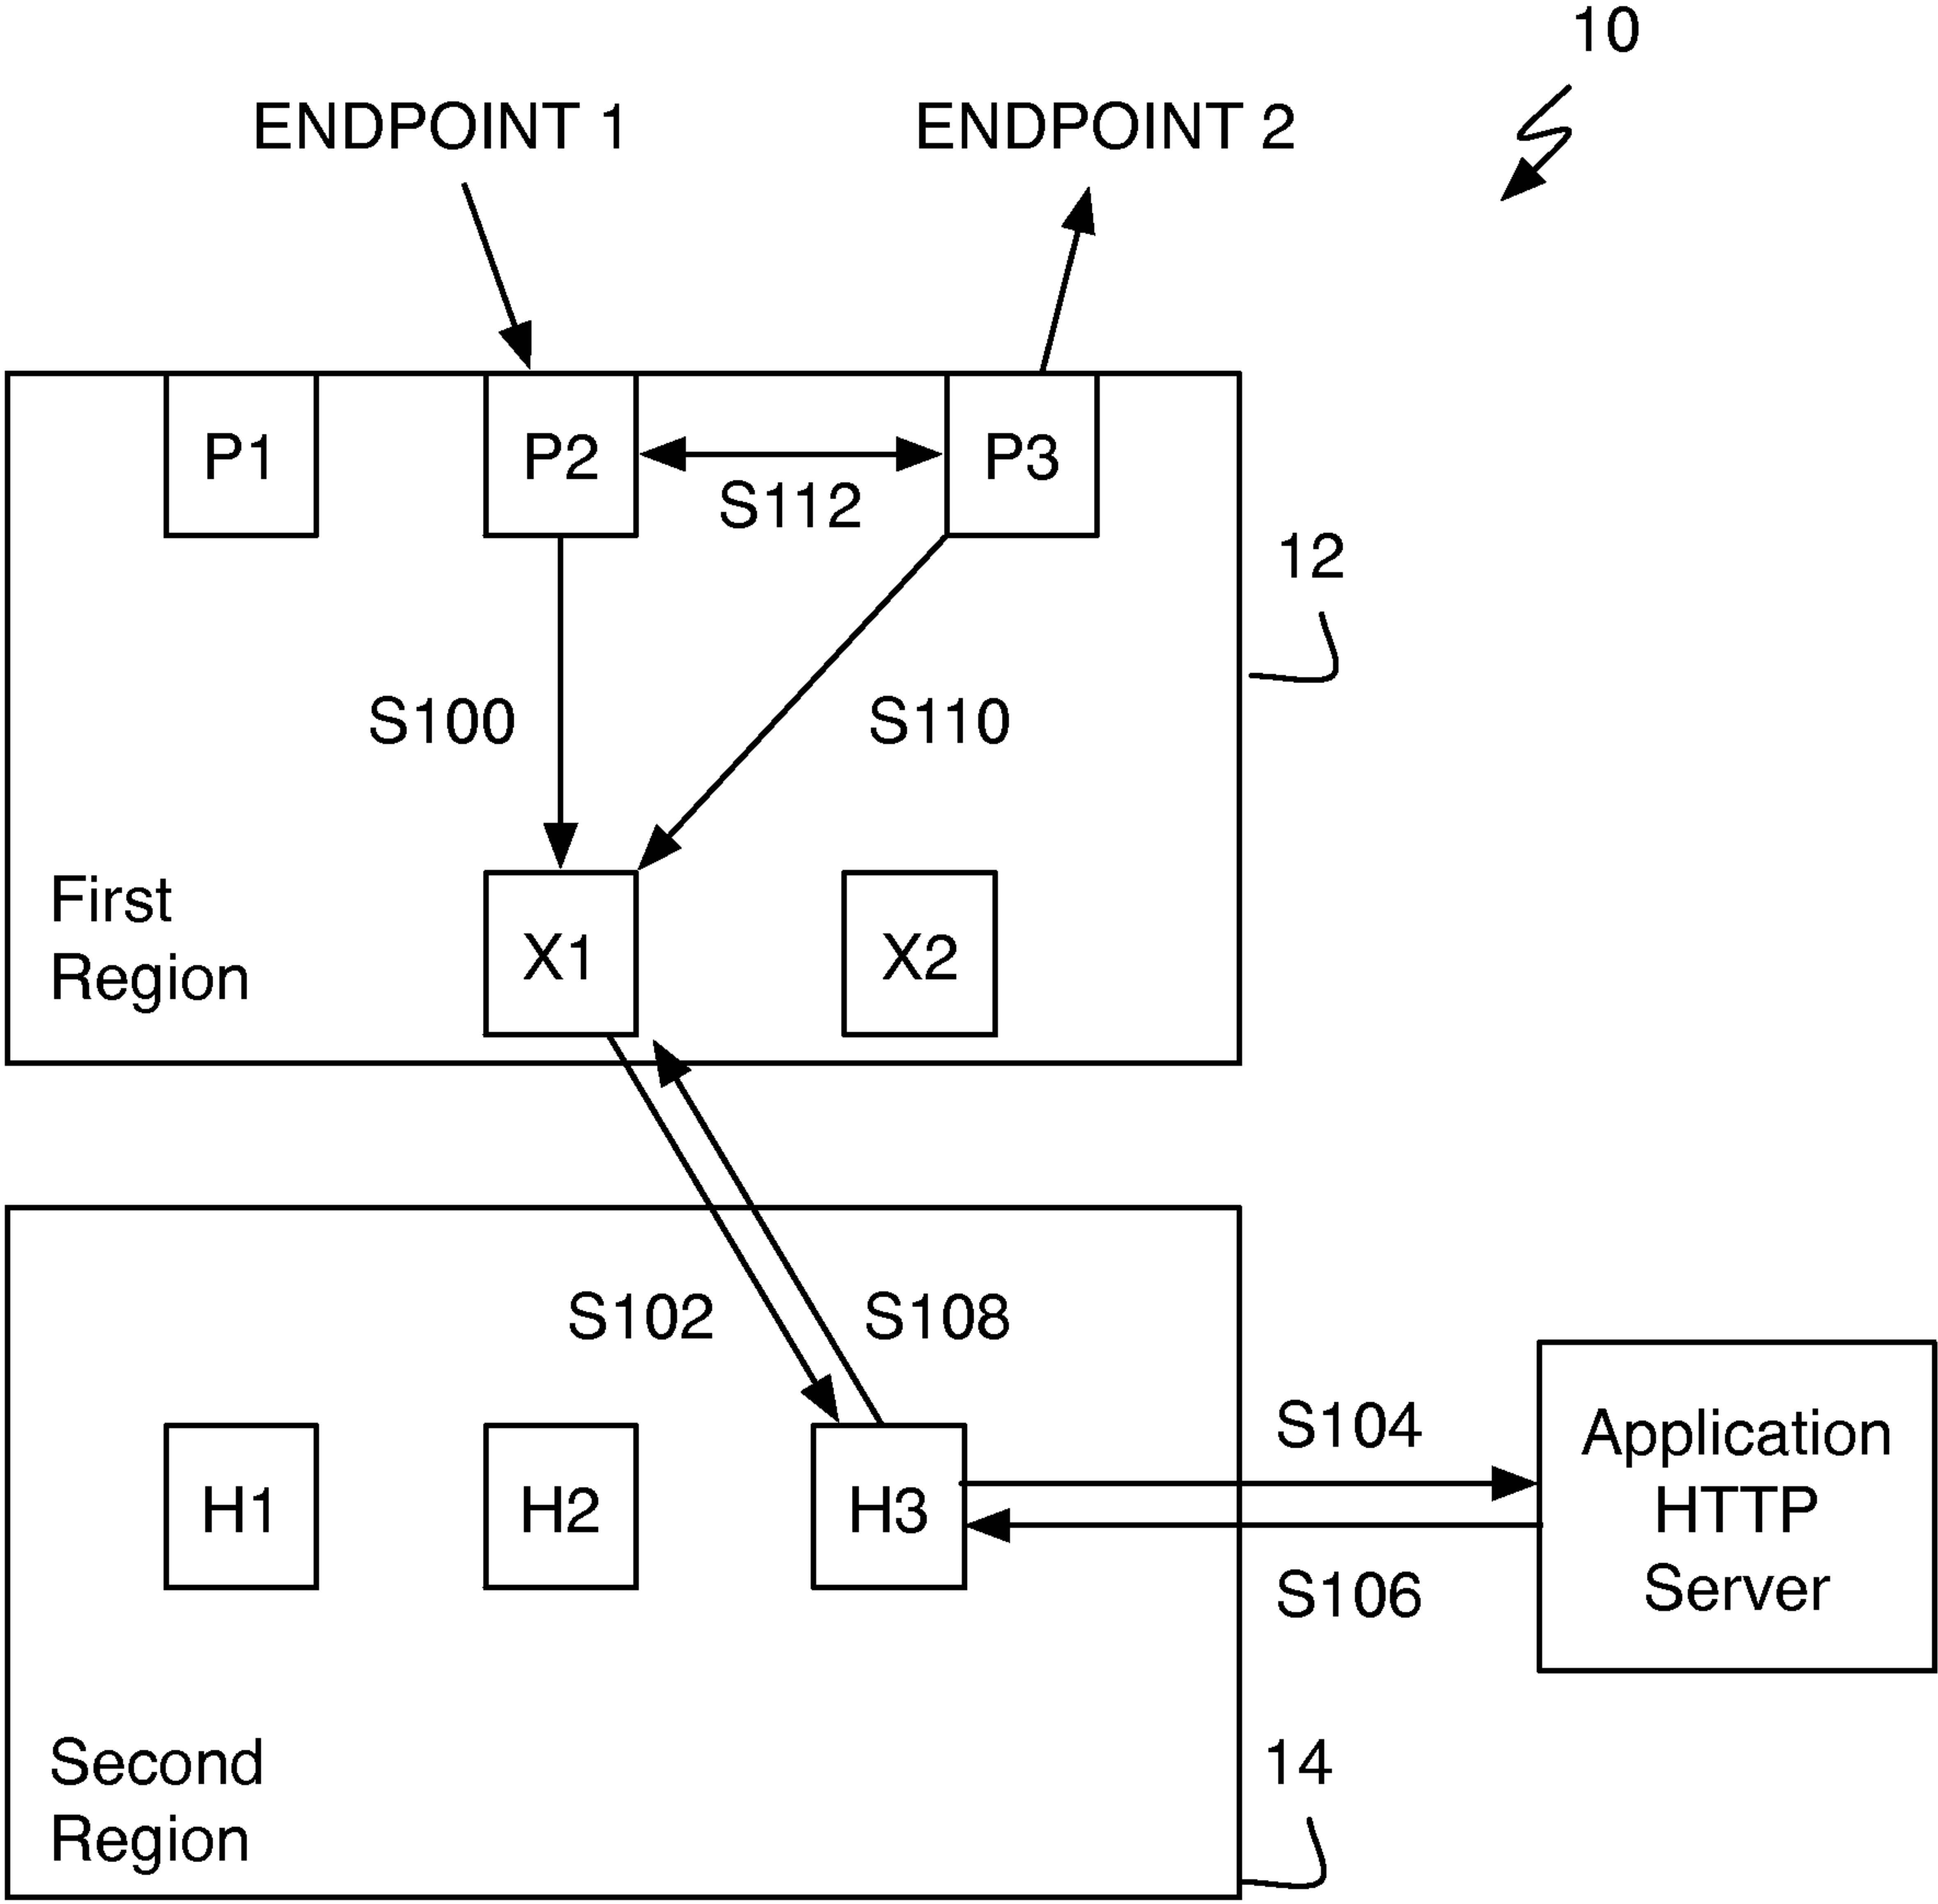 10
ENDPOINT 1
ENDPOINT 2
P1
P2
P3
S112
12
S100
S110
First
Region
X1
X2
S102
S108
H1
H2
H3
S104
S106
Application
HTTP
Server
Second
Region
14